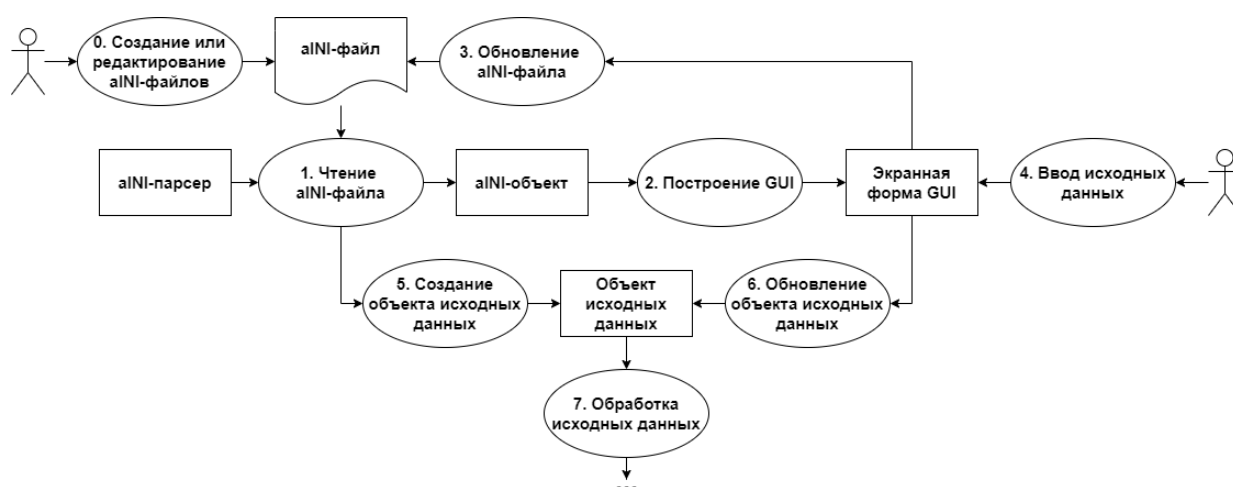 0. Создание или
редактирование
aINI-файлов
aINI-файл
3. Обновление
aINI-файла
aINI-парсер
1. Чтение
aINI-файла
aINI-объект
2. Построение GUI
Экранная
форма GUI
4. Ввод исходных
данных
5. Создание
объекта исходных
данных
Объект
исходных
данных
6. Обновление
объекта исходных
данных
7. Обработка
исходных данных
...